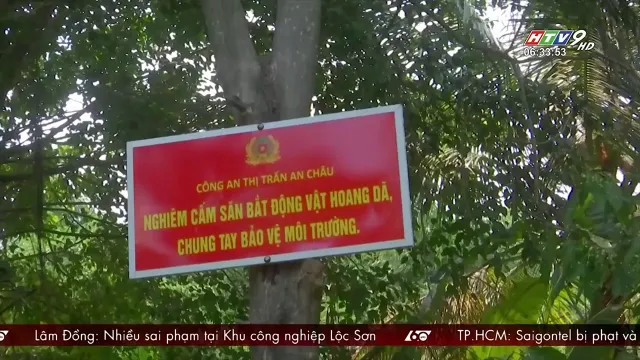 HTV9 HD
06:33:53
CÔNG AN THỊ TRẤN AN CHÂU
NGHIÊM CẤM SĂN BẮT ĐỘNG VẬT HOANG DÃ,
CHUNG TAY BẢO VỆ MÔI TRƯỜNG.
Lâm Đồng: Nhiều sai phạm tại Khu công nghiệp Lộc Sơn
TP.HCM: Saigontel bị phạt và